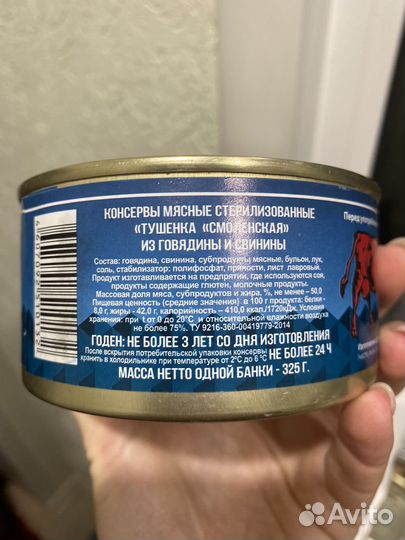 КОНСЕРВЫ МЯСНЫЕ СТЕРИЛИЗОВАННЫЕ
«ТУШЕНКА «СМОЛЕНСКАЯ»
ИЗ ГОВЯДИНЫ И СВИНИНЫ
Состав: говядина, свинина, субпродукты мясные, бульон, лук,
соль, стабилизатор: полифосфат, пряности, лист лавровый.
Продукт изготавливается на предприятии, где используются
продукты, содержащие глютен, молочные продукты.
Массовая доля мяса, субпродуктов и жира, %, не менее – 50,0
Пищевая ценность (средние значения) в 100 г продукта: белки -
8,0 г, жиры - 42,0 г, калорийность – 410,0 ккал./1720кДж. Условия
хранения: при t от 0 до 20°С и относительной влажности воздуха
не более 75%. ТУ 9216-360-00419779-2014
ГОДЕН: НЕ БОЛЕЕ 3 ЛЕТ СО ДНЯ ИЗГОТОВЛЕНИЯ
После вскрытия потребительской упаковки консервы
хранить в холодильнике при температуре от 2°С до 6 °С НЕ БОЛЕЕ 24 Ч
МАССА НЕТТО ОДНОЙ БАНКИ - 325 Г.
Перед
Avito